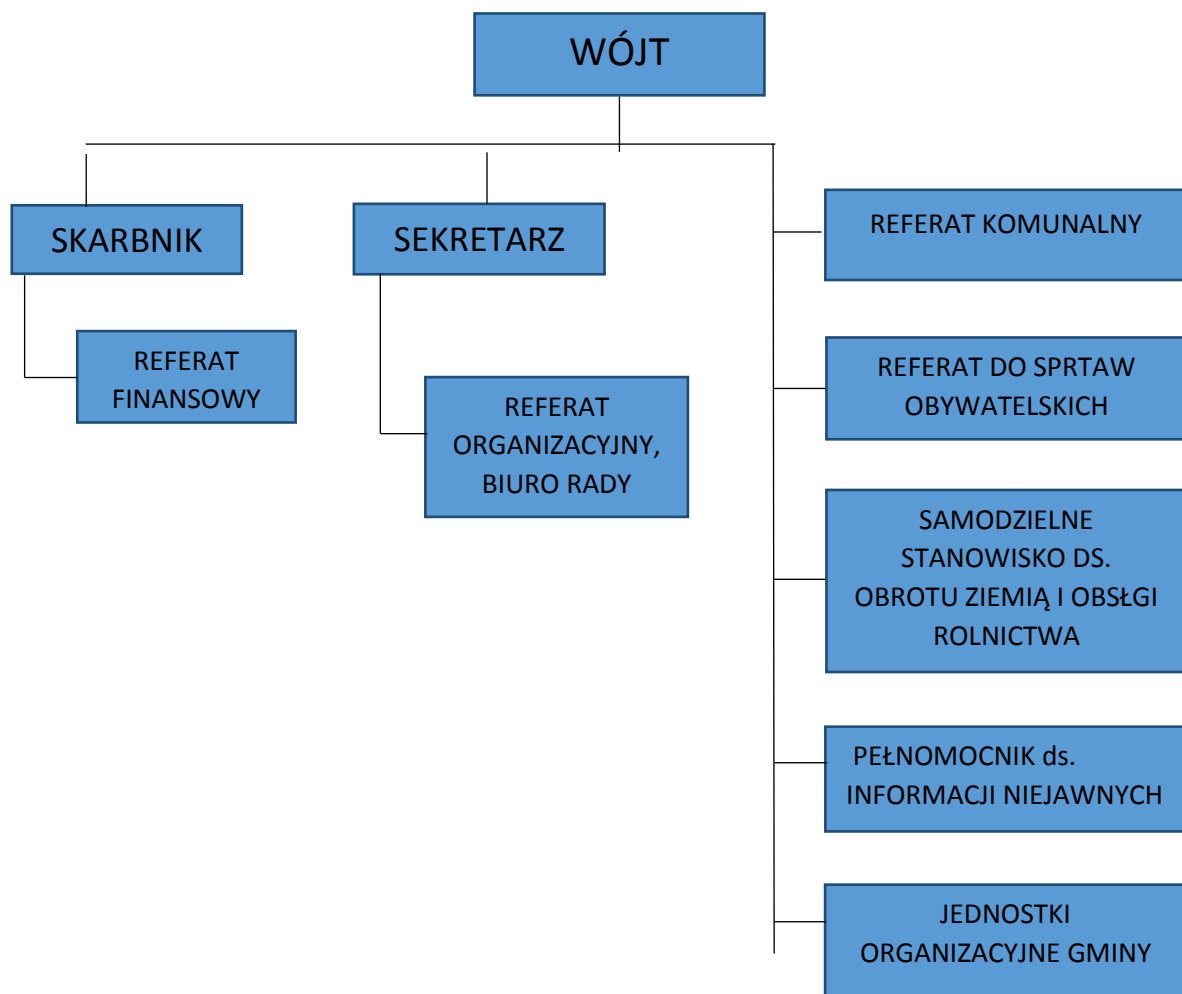 WÓJT
SKARBNIK
SEKRETARZ
REFERAT
FINANSOWY
REFERAT
ORGANIZACYJNY,
BIURO RADY
REFERAT KOMUNALNY
REFERAT DO SPRTAW
OBYWATELSKICH
SAMODZIELNE
STANOWISKO DS.
OBROTU ZIEMIĄ I OBSŁGI
ROLNICTWA
PEŁNOMOCNIK ds.
INFORMACJI NIEJAWNYCH
JEDNOSTKI
ORGANIZACYJNE GMINY